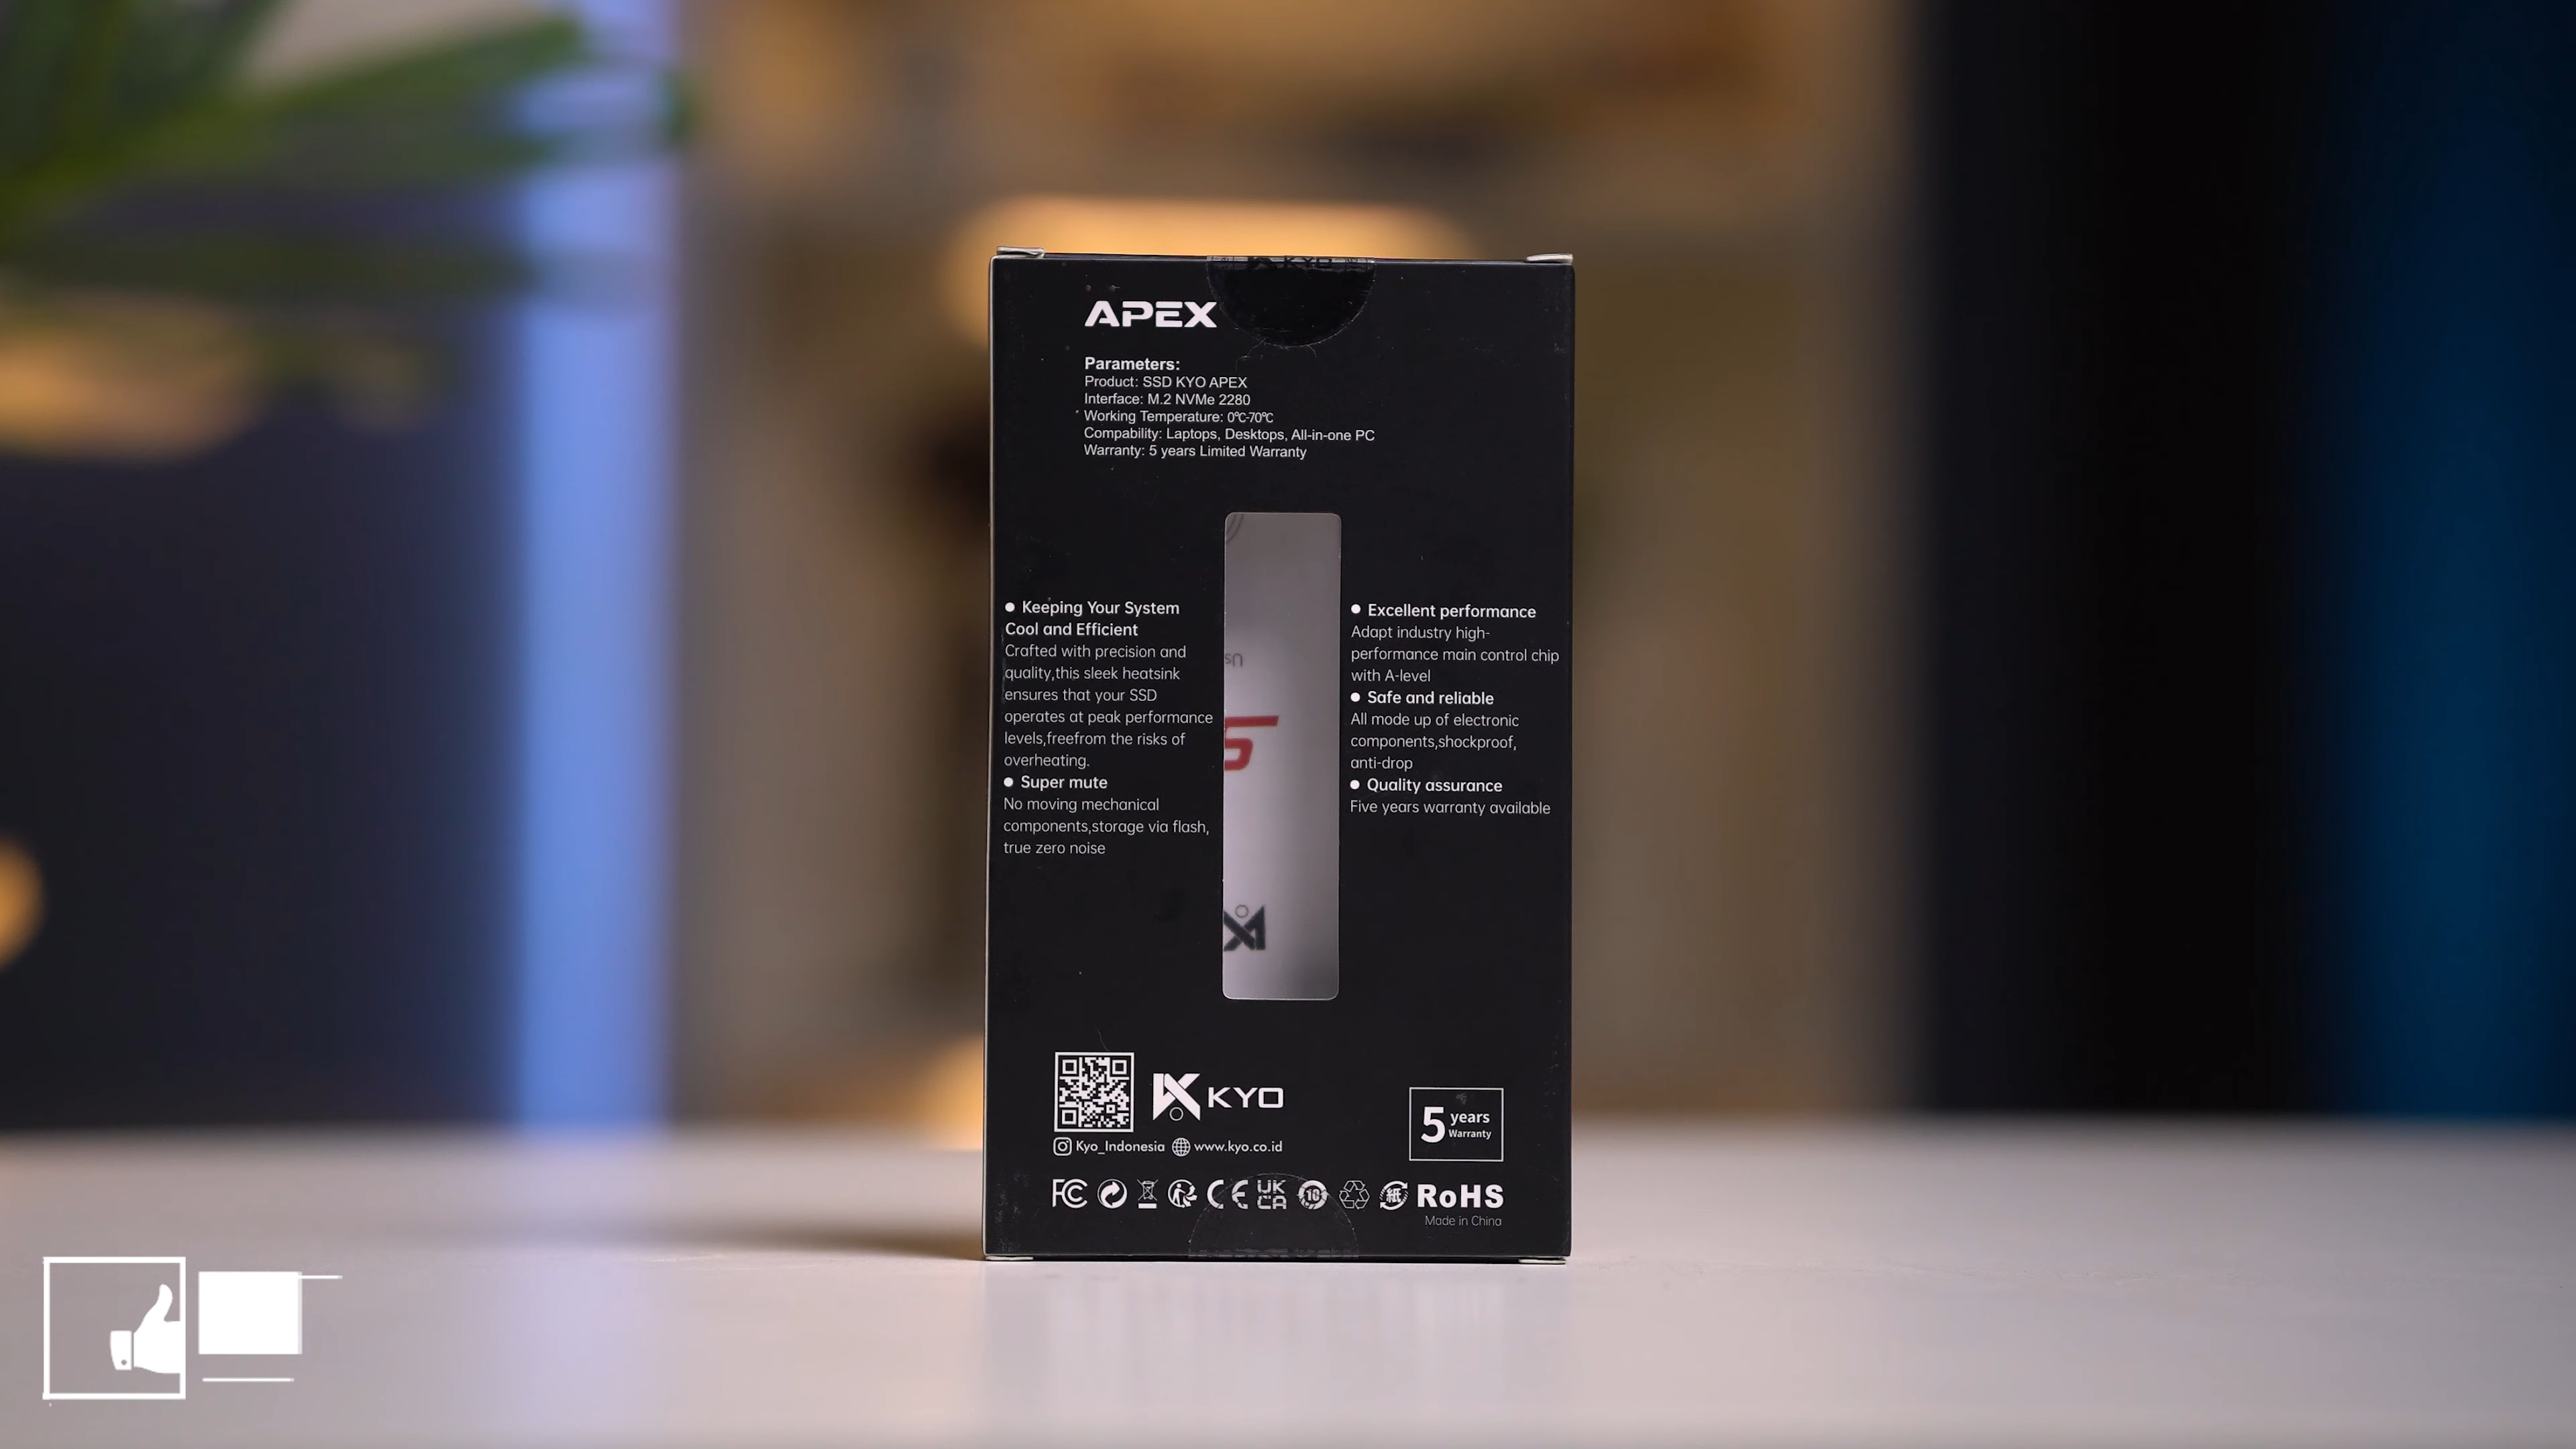 KYO
APEX
Parameters:
Product: SSD KYO APEX
Interface: M.2 NVMe 2280
Working Temperature: 0℃-70℃
Compability: Laptops, Desktops, All-in-one PC
Warranty: 5 years Limited Warranty
● Keeping Your System
Cool and Efficient
Crafted with precision and
quality,this sleek heatsink
ensures that your SSD
operates at peak performance
levels,freefrom the risks of
overheating.
● Super mute
No moving mechanical
components,storage via flash,
true zero noise
● Excellent performance
Adapt industry high-
performance main control chip
with A-level
● Safe and reliable
All mode up of electronic
components,shockproof,
anti-drop
● Quality assurance
Five years warranty available
KYO
Kyo_Indonesia www.kyo.co.id
5 years
Warranty
FC CE UK
CA 10 紙 RoHS
Made in China